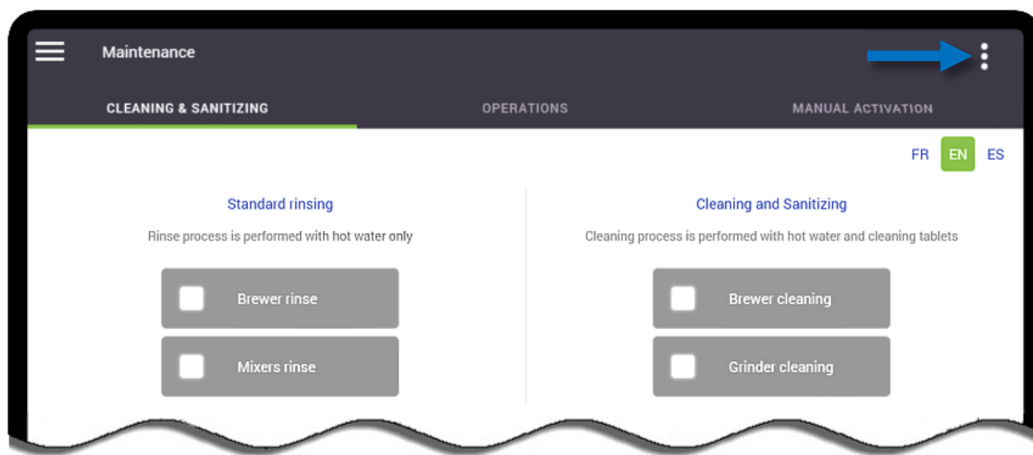 Maintenance
CLEANING & SANITIZING
OPERATIONS
MANUAL ACTIVATION
FR EN ES
Standard rinsing
Rinse process is performed with hot water only
Brewer rinse
Mixers rinse
Cleaning and Sanitizing
Cleaning process is performed with hot water and cleaning tablets
Brewer cleaning
Grinder cleaning